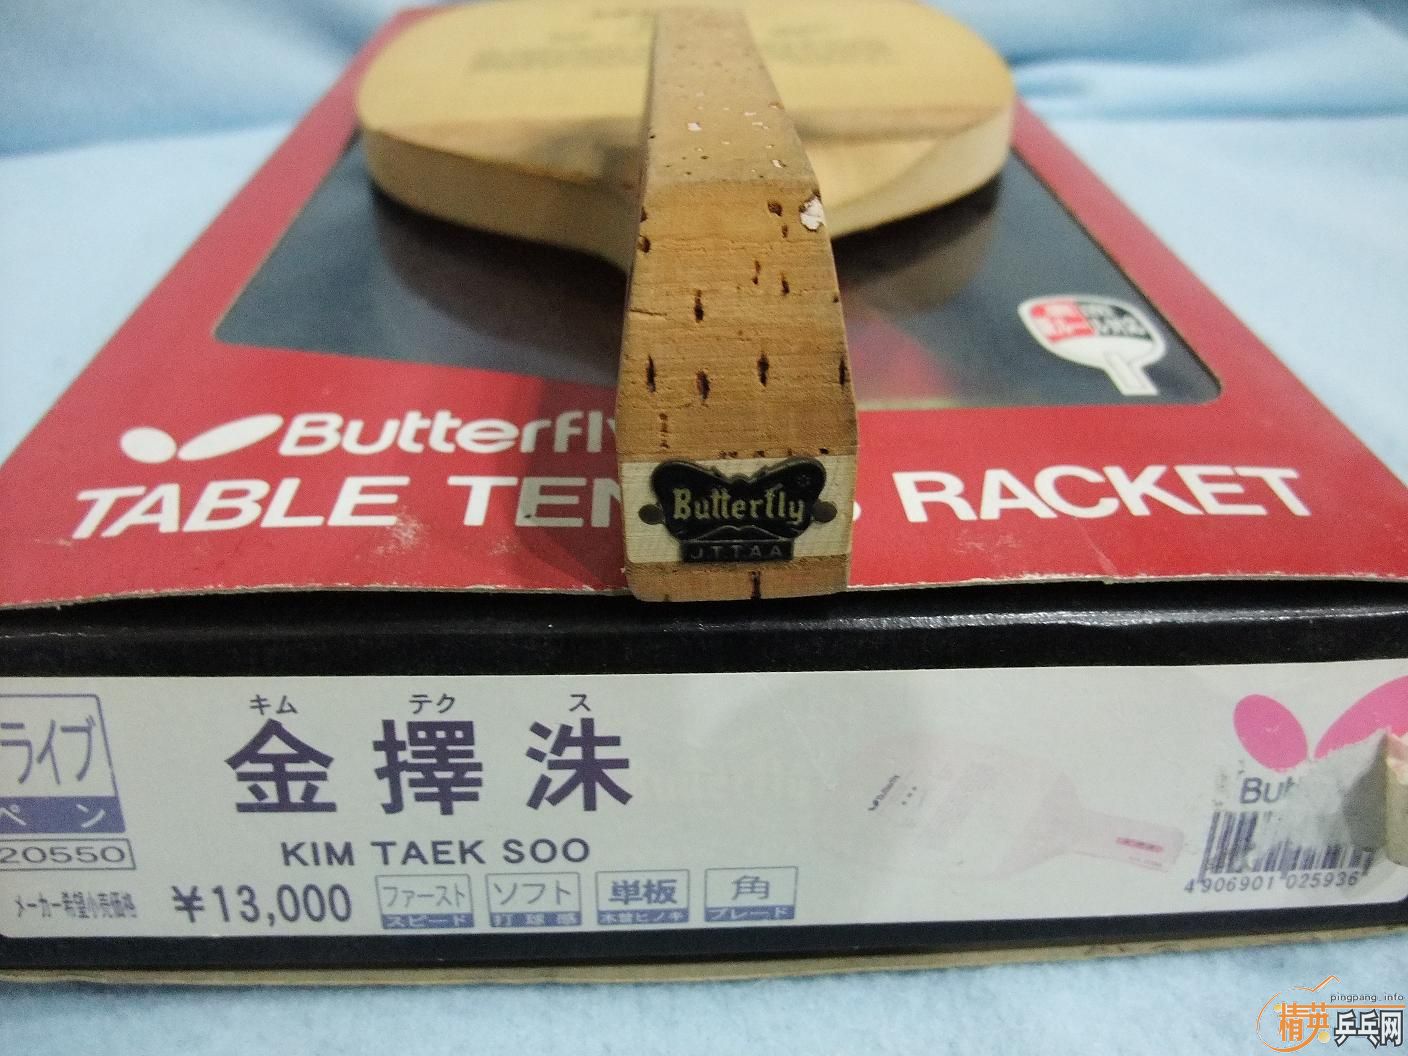 Butterfly
TABLE TEN S RACKET
Butterfly
JTTAA
ライブ
ペン
20550
キム テク ス
金擇洙
KIM TAEK SOO
メーカー希望小売価格 ¥13,000
ファースト
スピード
ソフト
打球感
単板
木曽ヒノキ
角
ブレード
Butterfly
But
4 906901 025936
pingpang.info
精英乒乓网